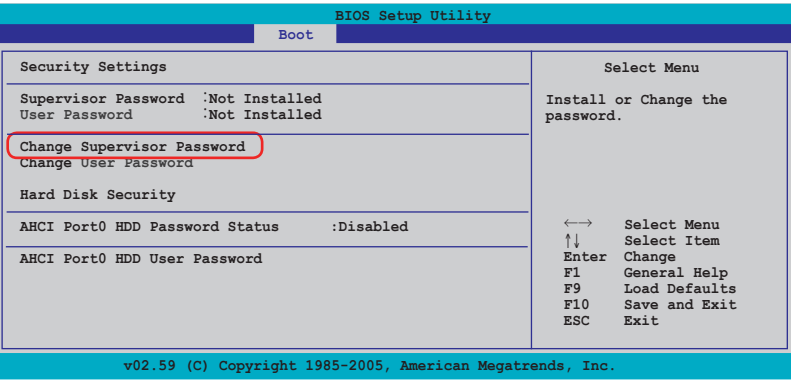 BIOS Setup Utility
Boot
Security Settings
Supervisor Password :Not Installed
User Password :Not Installed
Change Supervisor Password
Change User Password
Hard Disk Security
AHCI Port0 HDD Password Status :Disabled
AHCI Port0 HDD User Password
Select Menu
Install or Change the
password.
←→ Select Menu
↑↓ Select Item
Enter Change
F1 General Help
F9 Load Defaults
F10 Save and Exit
ESC Exit
v02.59 (C) Copyright 1985-2005, American Megatrends, Inc.